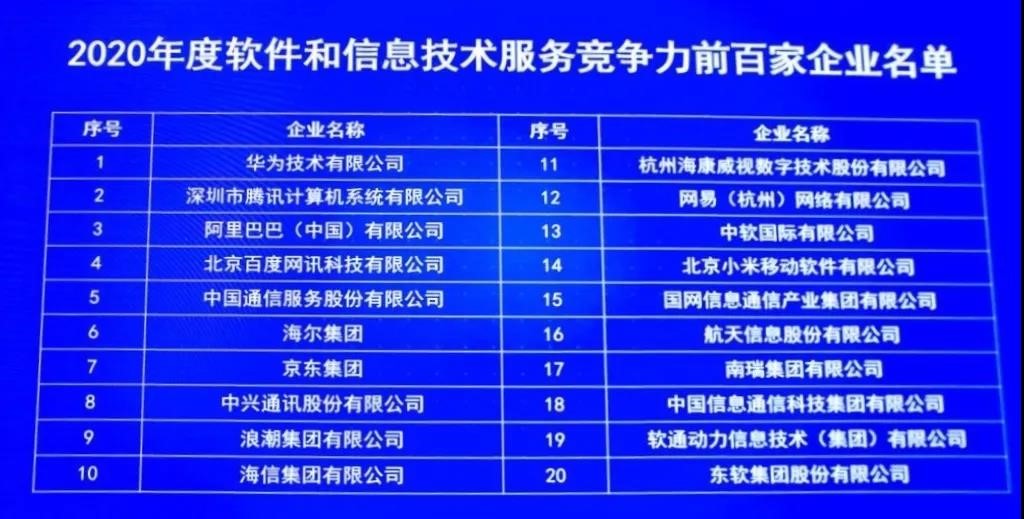 2020年度软件和信息技术服务竞争力前百家企业名单
序号 企业名称 序号 企业名称
1 华为技术有限公司 11 杭州海康威视数字技术股份有限公司
2 深圳市腾讯计算机系统有限公司 12 网易（杭州）网络有限公司
3 阿里巴巴（中国）有限公司 13 中软国际有限公司
4 北京百度网讯科技有限公司 14 北京小米移动软件有限公司
5 中国通信服务股份有限公司 15 国网信息通信产业集团有限公司
6 海尔集团 16 航天信息股份有限公司
7 京东集团 17 南瑞集团有限公司
8 中兴通讯股份有限公司 18 中国信息通信科技集团有限公司
9 浪潮集团有限公司 19 软通动力信息技术（集团）有限公司
10 海信集团有限公司 20 东软集团股份有限公司